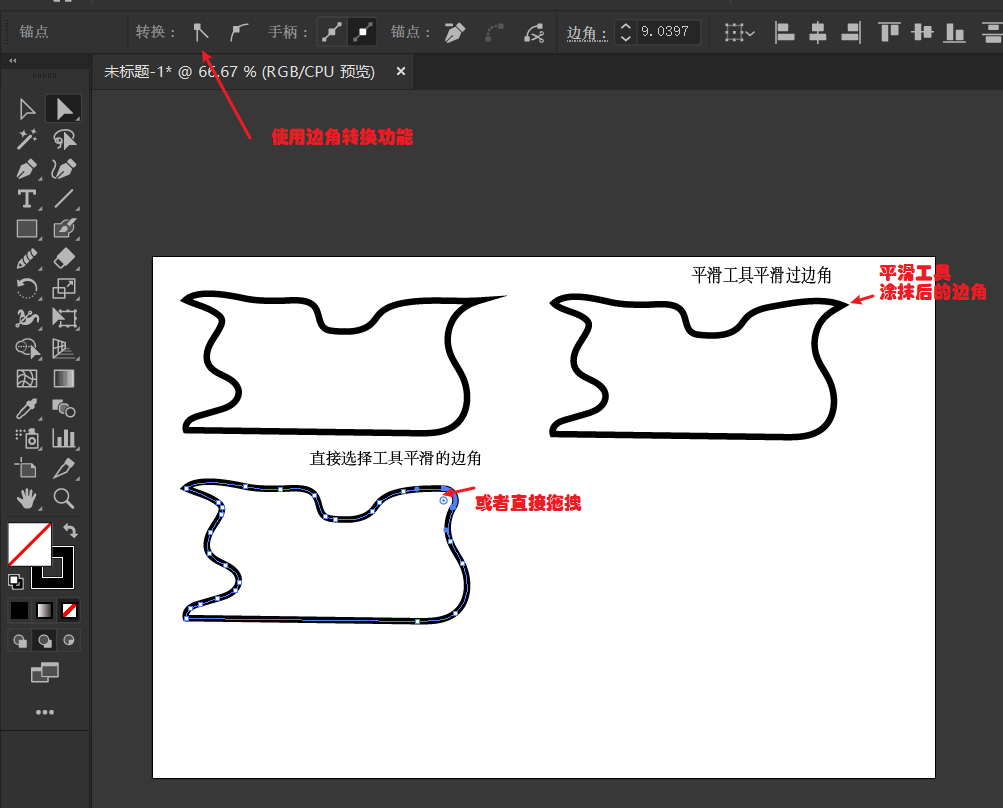 锚点 转换： 手柄： 锚点： 边角： 9.0397
未标题-1* @ 66.67 % (RGB/CPU 预览) ×
使用边角转换功能
平滑工具平滑过边角
平滑工具
涂抹后的边角
直接选择工具平滑的边角
或者直接拖拽